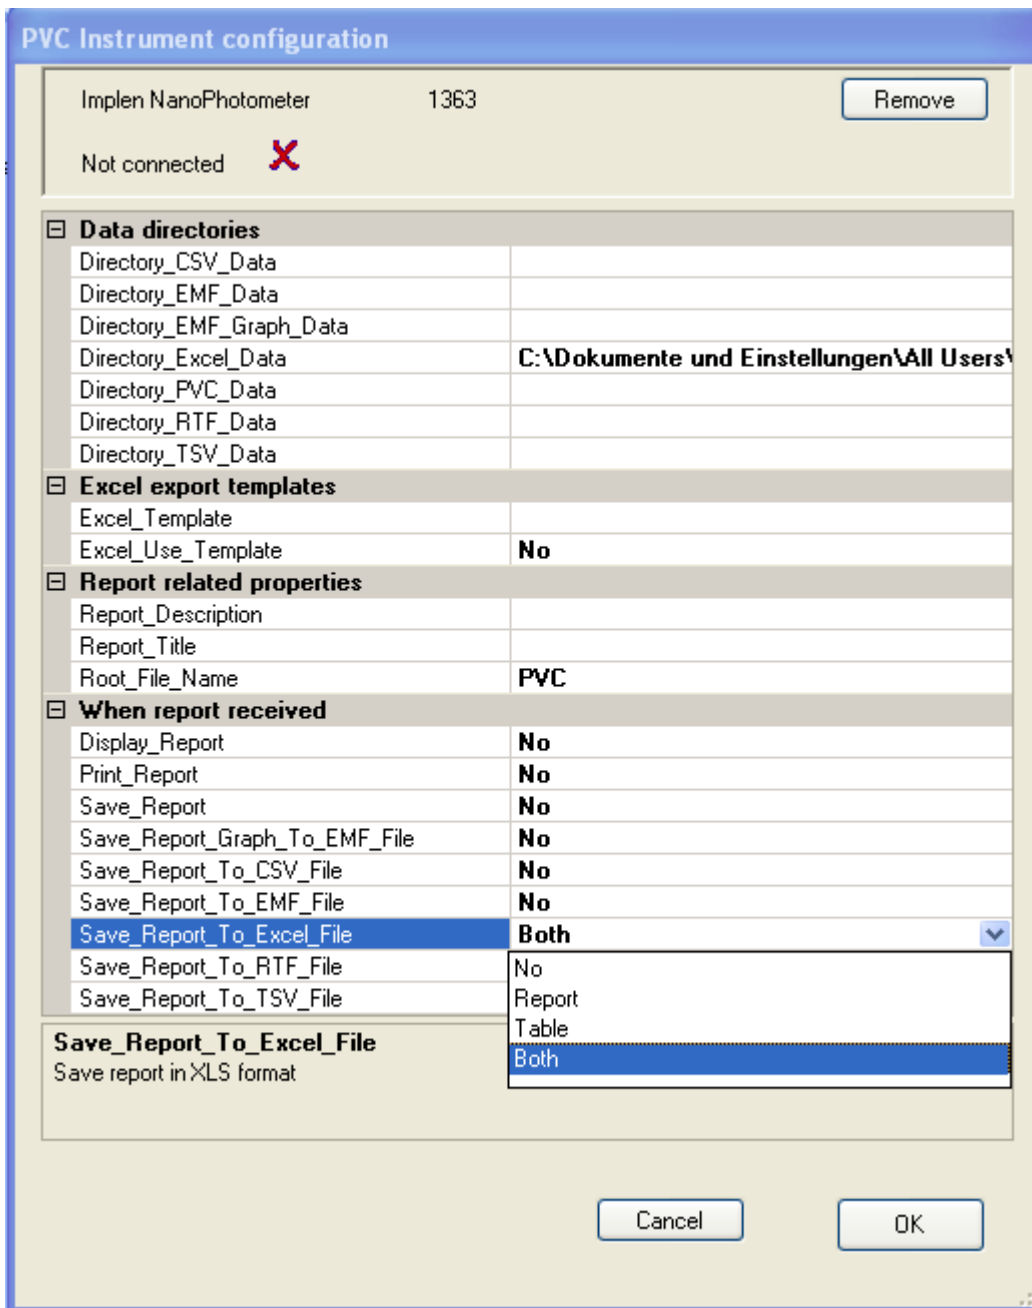 PVC Instrument configuration
Implen NanoPhotometer 1363 Remove
Not connected
Data directories
Directory_CSV_Data
Directory_EMF_Data
Directory_EMF_Graph_Data
Directory_Excel_Data C:\Dokumente und Einstellungen\All Users\
Directory_PVC_Data
Directory_RTF_Data
Directory_TSV_Data
Excel export templates
Excel_Template
Excel_Use_Template No
Report related properties
Report_Description
Report_Title
Root_File_Name PVC
When report received
Display_Report No
Print_Report No
Save_Report No
Save_Report_Graph_To_EMF_File No
Save_Report_To_CSV_File No
Save_Report_To_EMF_File No
Save_Report_To_Excel_File Both
Save_Report_To_RTF_File No
Save_Report_To_TSV_File Report
Table
Save_Report_To_Excel_File Both
Save report in XLS format
Cancel OK